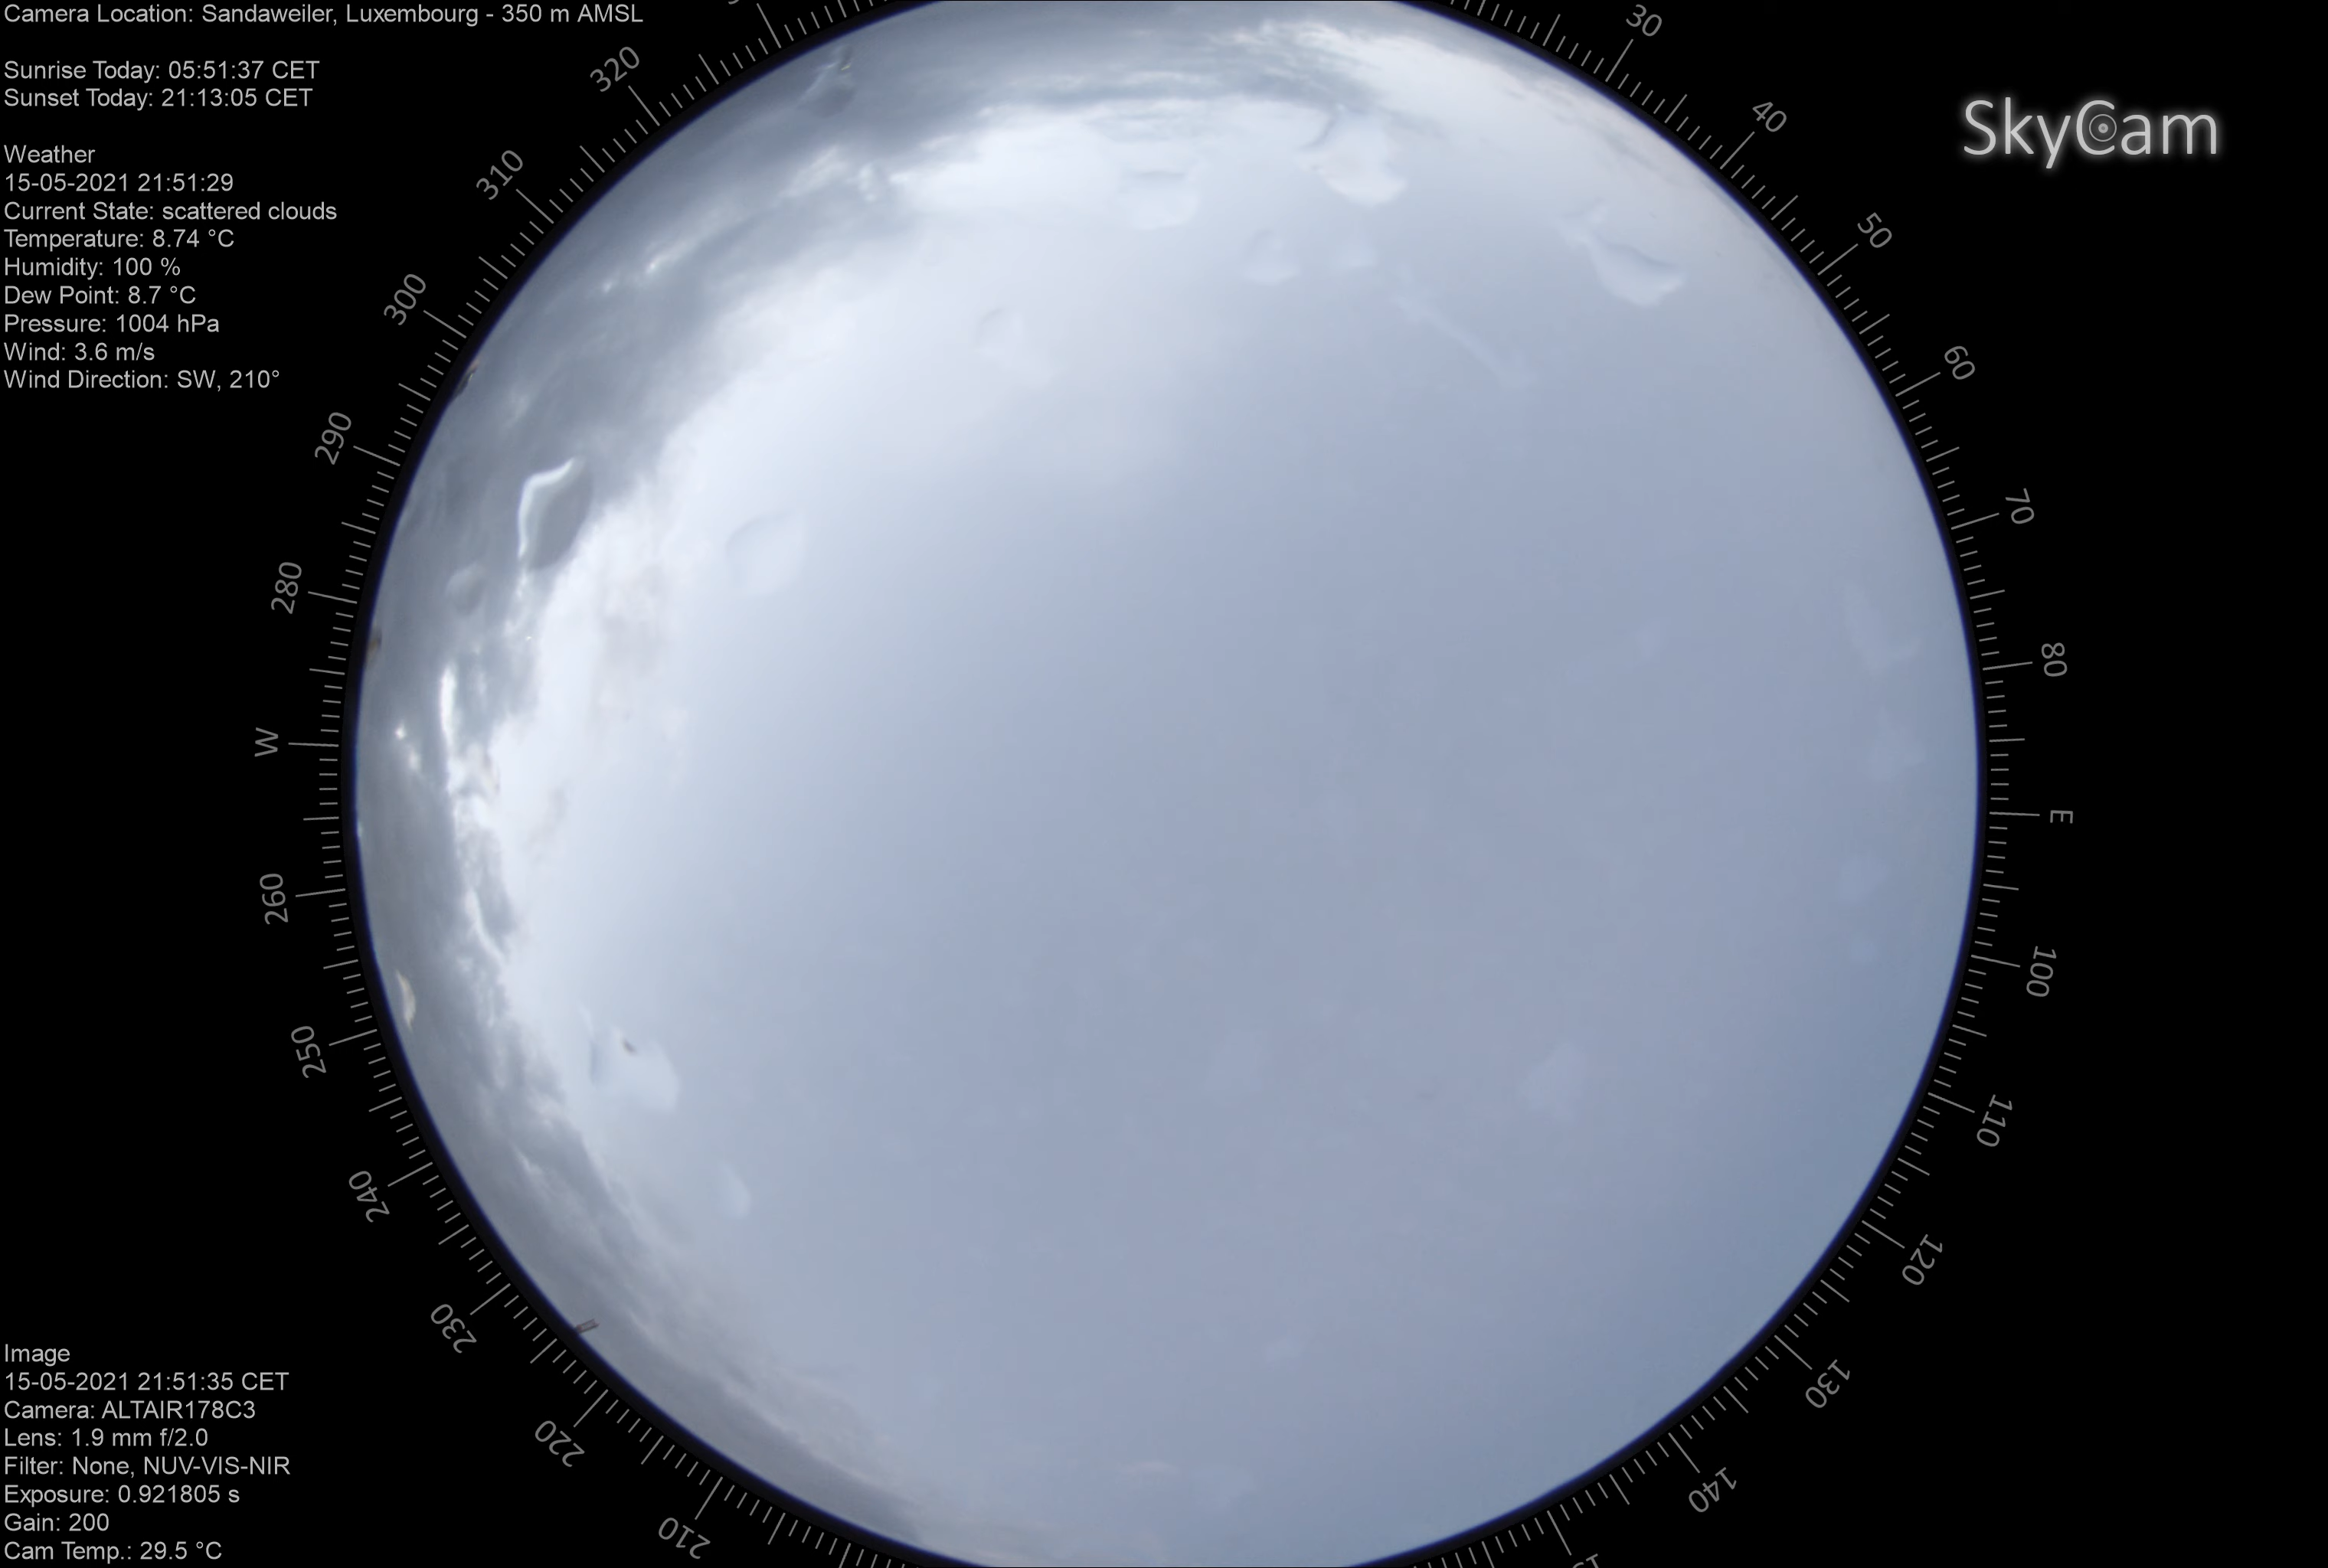 Camera Location: Sandaweiler, Luxembourg - 350 m AMSL
Sunrise Today: 05:51:37 CET
Sunset Today: 21:13:05 CET
Weather
15-05-2021 21:51:29
Current State: scattered clouds
Temperature: 8.74 °C
Humidity: 100 %
Dew Point: 8.7 °C
Pressure: 1004 hPa
Wind: 3.6 m/s
Wind Direction: SW, 210°
SkyCam
30
40
50
60
70
80
E
100
110
120
130
140
210
220
230
240
250
260
W
280
290
300
310
320
Image
15-05-2021 21:51:35 CET
Camera: ALTAIR178C3
Lens: 1.9 mm f/2.0
Filter: None, NUV-VIS-NIR
Exposure: 0.921805 s
Gain: 200
Cam Temp.: 29.5 °C